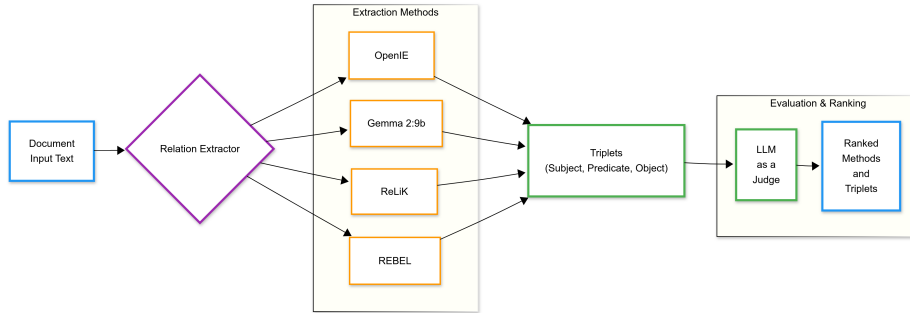 Extraction Methods
OpenIE
Evaluation & Ranking
Gemma 2:9b
Document
Input Text
Relation Extractor
Triplets
(Subject, Predicate, Object)
LLM
as a
Judge
Ranked
Methods
and
Triplets
ReLiK
REBEL